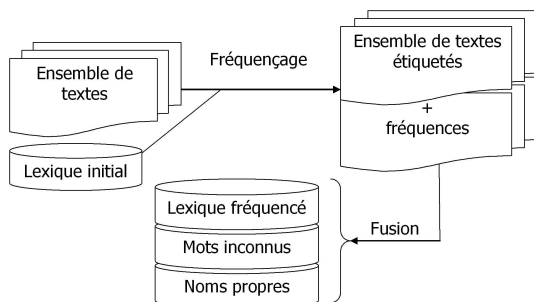 Ensemble de
textes
Lexique initial
Fréquençage
Ensemble de textes
étiquetés
+
fréquences
Fusion
Lexique fréquencé
Mots inconnus
Noms propres